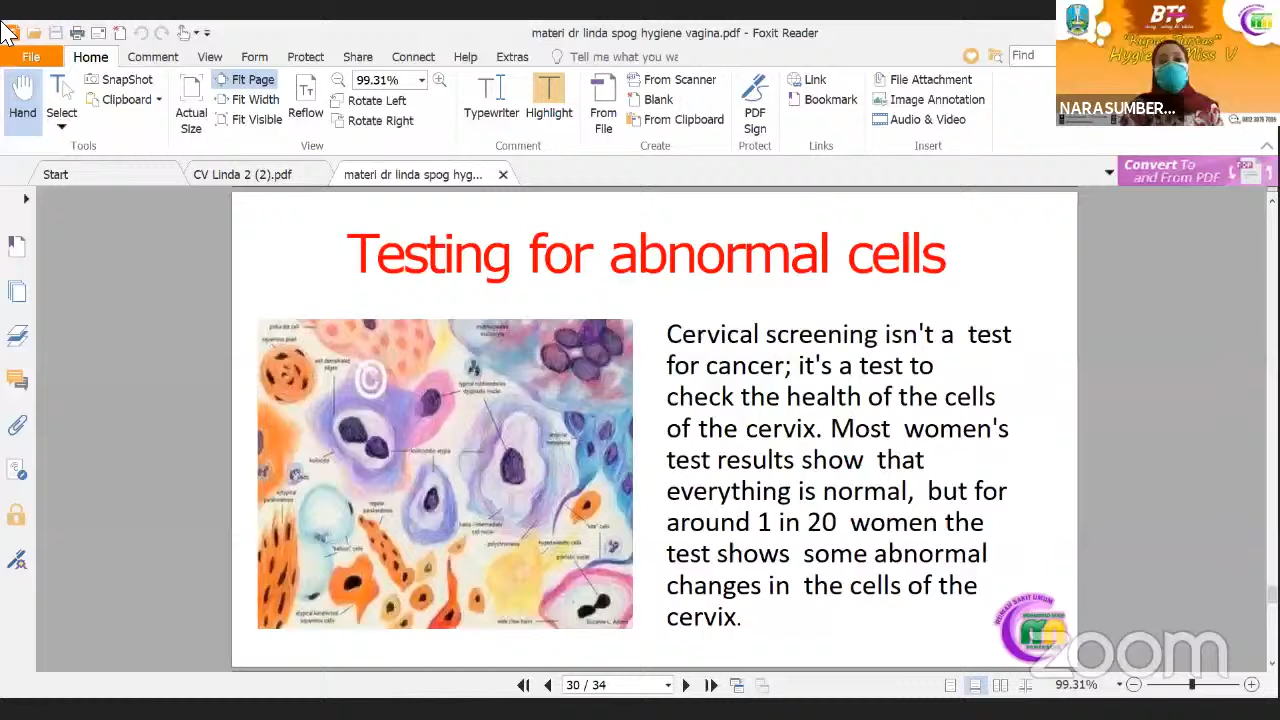 materi dr linda spog hygiene vagina.pdf - Foxit Reader
File Home Comment View Form Protect Share Connect Help Extras Tell me what you wa Find
Hand
Select
SnapShot
Clipboard
Actual Size
Fit Page
Fit Width
Fit Visible
Reflow
99.31%
Rotate Left
Rotate Right
Typewriter
Highlight
From File
From Scanner
Blank
From Clipboard
PDF Sign
Link
Bookmark
File Attachment
Image Annotation
Audio & Video
Tools View Comment Create Protect Links Insert
BTS
"Kupas Tuntas"
Miss V
NARASUMBER...
Start
CV Linda 2 (2).pdf
materi dr linda spog hyg...
Convert To
and From PDF
Testing for abnormal cells
Cervical screening isn't a test
for cancer; it's a test to
check the health of the cells
of the cervix. Most women's
test results show that
everything is normal, but for
around 1 in 20 women the
test shows some abnormal
changes in the cells of the
cervix.
©
RUMAH SAKIT UMUM
zoom
30 / 34
99.31%